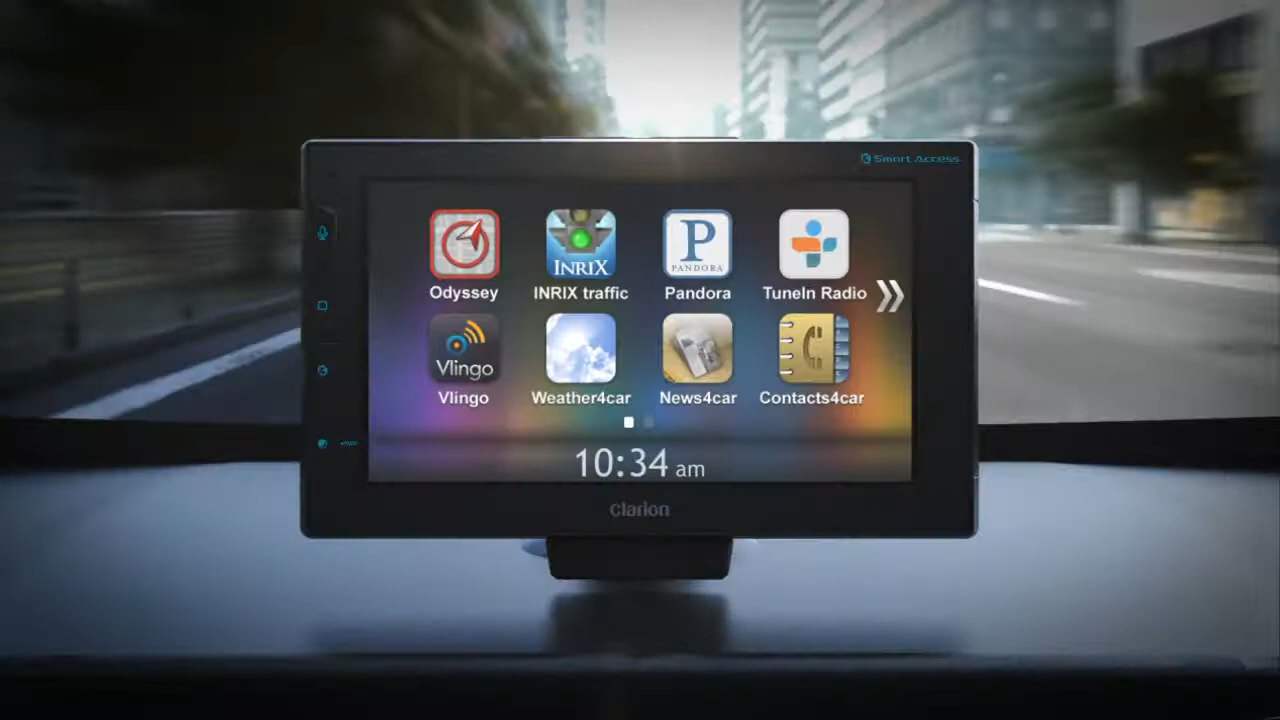 Smart Access
INRIX
P
PANDORA
Odyssey
INRIX traffic
Pandora
TuneIn Radio
Vlingo
Vlingo
Weather4car
News4car
Contacts4car
10:34 am
Clarion